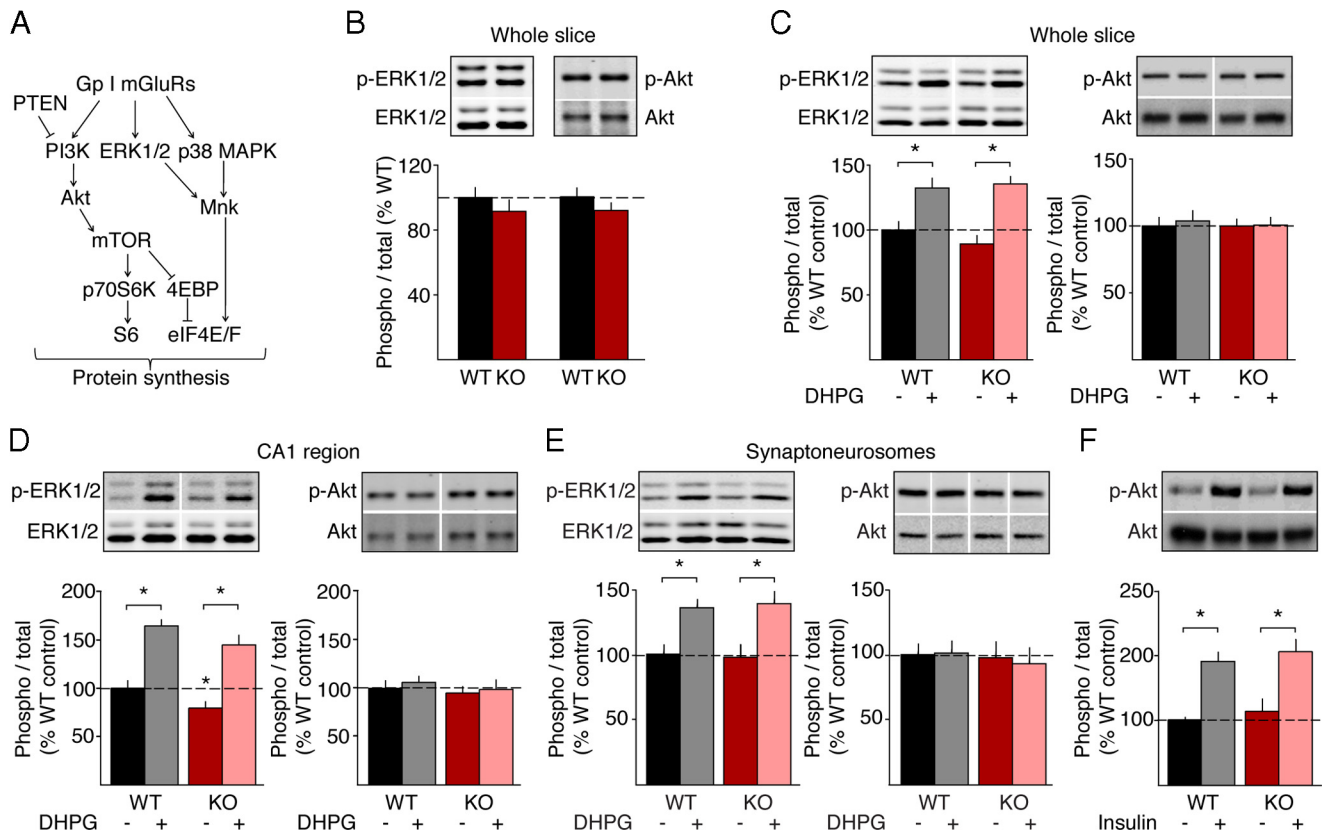 A
Gp I mGluRs
PTEN
PI3K ERK1/2 p38 MAPK
Akt
Mnk
mTOR
p70S6K 4EBP
S6 eIF4E/F
Protein synthesis
B
Whole slice
p-ERK1/2
ERK1/2
p-Akt
Akt
Phospho / total (% WT)
120
80
40
WT KO WT KO
C
Whole slice
p-ERK1/2
ERK1/2
p-Akt
Akt
Phospho / total
(% WT control)
150
100
50
* *
WT KO
DHPG - + - +
Phospho / total
(% WT control)
150
100
50
WT KO
DHPG - + - +
D
CA1 region
p-ERK1/2
ERK1/2
p-Akt
Akt
Phospho / total
(% WT control)
200
150
100
50
* * *
WT KO
DHPG - + - +
Phospho / total
(% WT control)
200
150
100
50
WT KO
DHPG - + - +
E
Synaptoneurosomes
p-ERK1/2
ERK1/2
p-Akt
Akt
Phospho / total
(% WT control)
150
100
50
* *
WT KO
DHPG - + - +
Phospho / total
(% WT control)
150
100
50
WT KO
DHPG - + - +
F
p-Akt
Akt
Phospho / total
(% WT control)
250
200
100
* *
WT KO
Insulin - + - +